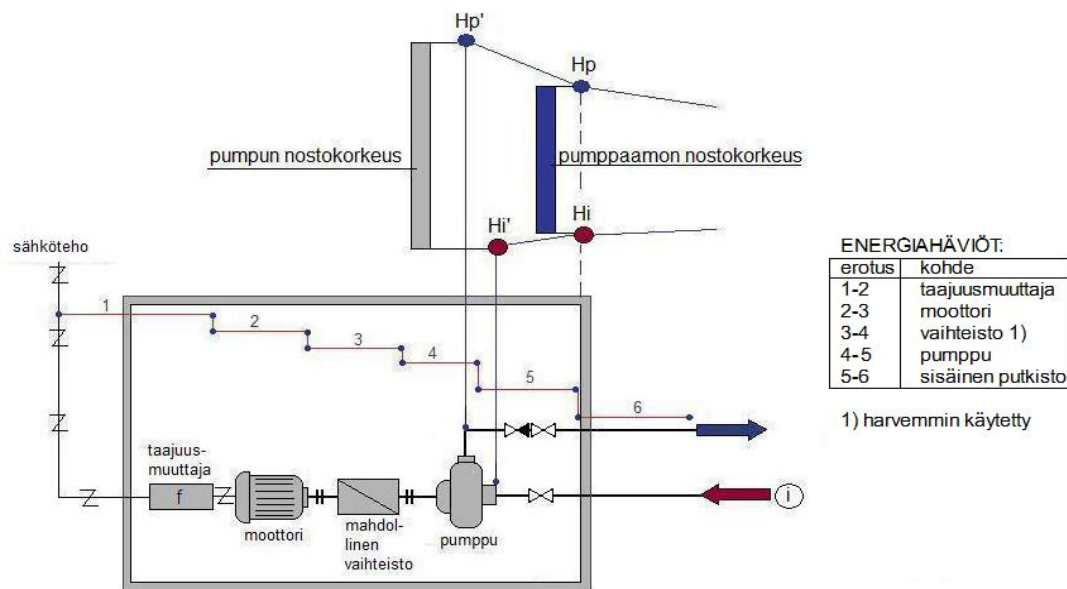 Hp'
Hp
pumpun nostokorkeus
pumppaamon nostokorkeus
Hi'
Hi
sähköteho
1
2
3
4
5
6
taajuus-
muuttaja
f
moottori
mahdol-
linen
vaihteisto
pumppu
i
ENERGIAHÄVIÖT:
erotus kohde
1-2 taajuusmuuttaja
2-3 moottori
3-4 vaihteisto 1)
4-5 pumppu
5-6 sisäinen putkisto
1) harvemmin käytetty